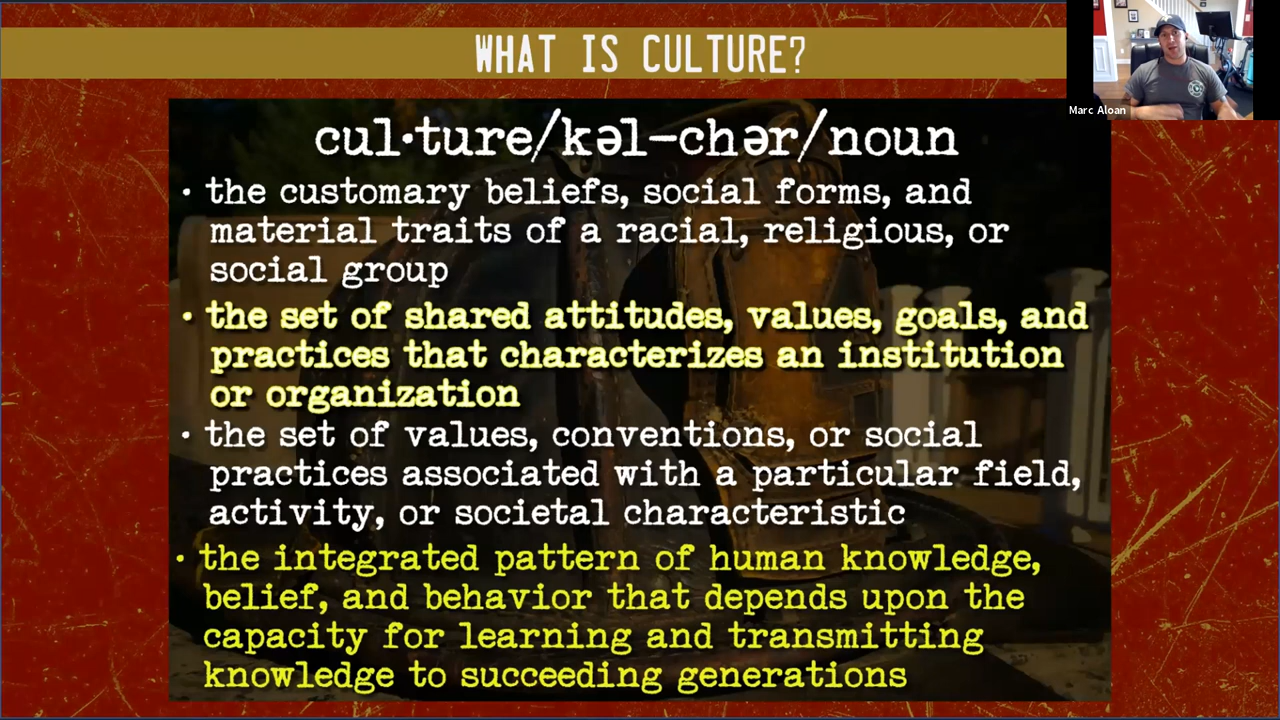 WHAT IS CULTURE?
Marc Aloan
cul·ture/kəl–chər/noun
• the customary beliefs, social forms, and
material traits of a racial, religious, or
social group
• the set of shared attitudes, values, goals, and
practices that characterizes an institution
or organization
• the set of values, conventions, or social
practices associated with a particular field,
activity, or societal characteristic
• the integrated pattern of human knowledge,
belief, and behavior that depends upon the
capacity for learning and transmitting
knowledge to succeeding generations